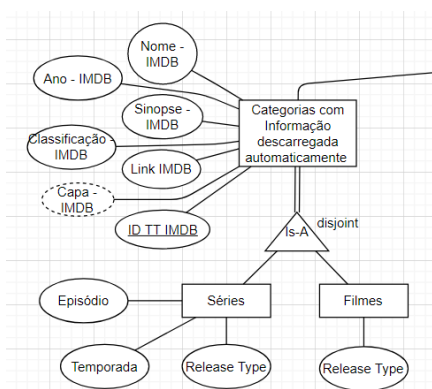 Nome -
IMDB
Ano - IMDB
Sinopse -
IMDB
Categorias com
Informação
descarregada
automaticamente
Classificação -
IMDB
Link IMDB
Capa -
IMDB
ID TT IMDB
Is-A
disjoint
Episódio
Séries
Filmes
Temporada
Release Type
Release Type